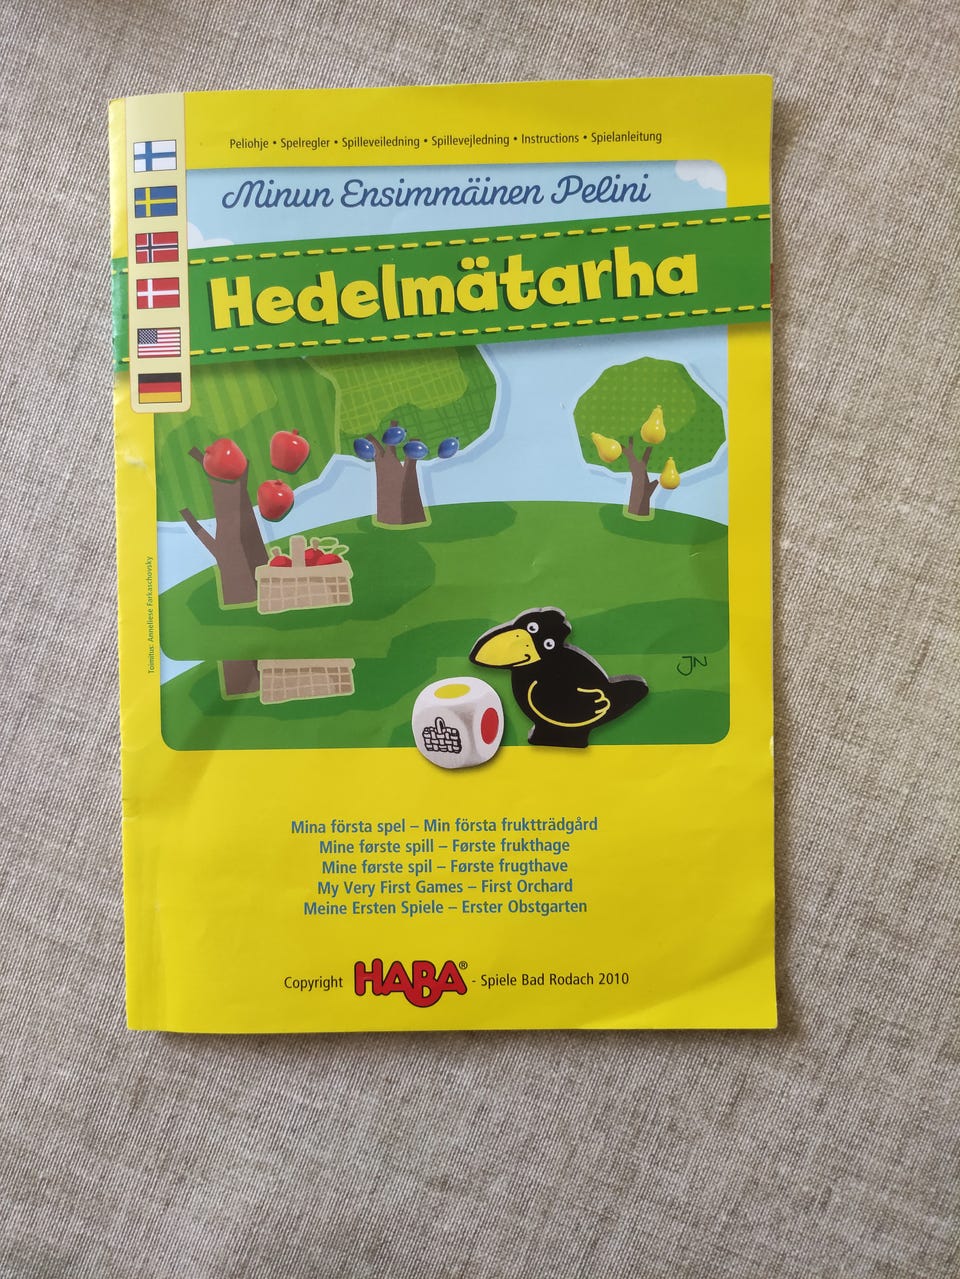 Peliohje • Spelregler • Spilleveiledning • Spillevejledning • Instructions • Spielanleitung
Minun Ensimmäinen Pelini
Hedelmätarha
Toimitus: Anneliese Farkaschovsky
JN
Mina första spel – Min första fruktträdgård
Mine første spill – Første frukthage
Mine første spil – Første frugthave
My Very First Games – First Orchard
Meine Ersten Spiele – Erster Obstgarten
Copyright HABA® - Spiele Bad Rodach 2010